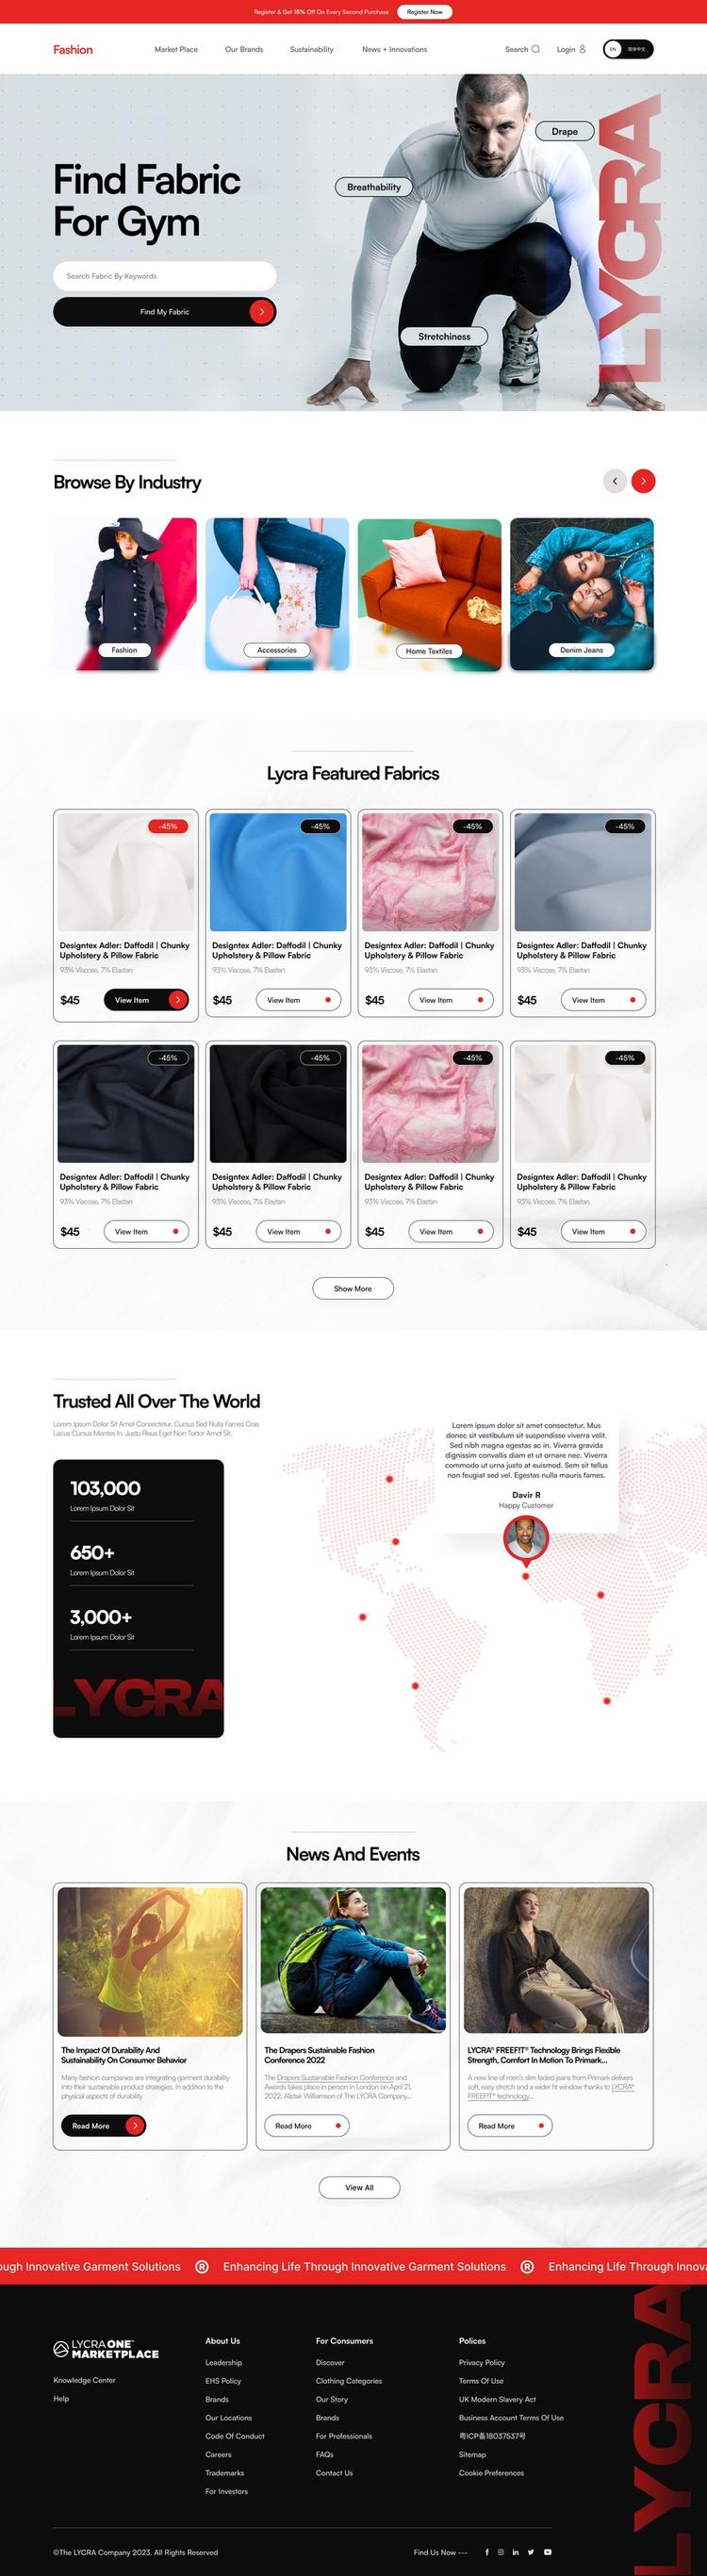 Register & Get 15% Off On Every Second Purchase
Register Now
Fashion
Market Place
Our Brands
Sustainability
News + Innovations
Search
Login
EN
简体中文
Find Fabric
For Gym
Search Fabric By Keywords
Find My Fabric
Breathability
Drape
Stretchiness
LYCRA
Browse By Industry
Fashion
Accessories
Home Textiles
Denim Jeans
Lycra Featured Fabrics
-45%
Designtex Adler: Daffodil | Chunky
Upholstery & Pillow Fabric
93% Viscose, 7% Elastan
$45
View Item
-45%
Designtex Adler: Daffodil | Chunky
Upholstery & Pillow Fabric
93% Viscose, 7% Elastan
$45
View Item
-45%
Designtex Adler: Daffodil | Chunky
Upholstery & Pillow Fabric
93% Viscose, 7% Elastan
$45
View Item
-45%
Designtex Adler: Daffodil | Chunky
Upholstery & Pillow Fabric
93% Viscose, 7% Elastan
$45
View Item
-45%
Designtex Adler: Daffodil | Chunky
Upholstery & Pillow Fabric
93% Viscose, 7% Elastan
$45
View Item
-45%
Designtex Adler: Daffodil | Chunky
Upholstery & Pillow Fabric
93% Viscose, 7% Elastan
$45
View Item
-45%
Designtex Adler: Daffodil | Chunky
Upholstery & Pillow Fabric
93% Viscose, 7% Elastan
$45
View Item
-45%
Designtex Adler: Daffodil | Chunky
Upholstery & Pillow Fabric
93% Viscose, 7% Elastan
$45
View Item
Show More
Trusted All Over The World
Lorem Ipsum Dolor Sit Amet Consectetur. Cursus Sed Nulla Fames Cras
Lacus Cursus Montes In. Justo Risus Eget Non Tortor Amet Sit.
103,000
Lorem Ipsum Dolor Sit
650+
Lorem Ipsum Dolor Sit
3,000+
Lorem Ipsum Dolor Sit
LYCRA
Lorem ipsum dolor sit amet consectetur. Mus
donec sit vestibulum sit suspendisse viverra velit.
Sed nibh magna egestas ac in. Viverra gravida
dignissim convallis diam et ut ornare nec. Viverra
commodo ut urna justo at euismod. Sem sit tellus
non feugiat sed vel. Egestas nulla mauris fames.
Davir R
Happy Customer
News And Events
The Impact Of Durability And
Sustainability On Consumer Behavior
Many fashion companies are integrating garment durability
into their sustainable product strategies. In addition to the
physical aspects of durability
Read More
The Drapers Sustainable Fashion
Conference 2022
The Drapers Sustainable Fashion Conference and
Awards takes place in person in London on April 21,
2022. Alistair Williamson of The LYCRA Company...
Read More
LYCRA® FREEF!T® Technology Brings Flexible
Strength, Comfort In Motion To Primark...
A new line of men's slim faded jeans from Primark delivers
soft, easy stretch and a wider fit window thanks to LYCRA®
FREEF!T® technology...
Read More
View All
ough Innovative Garment Solutions ® Enhancing Life Through Innovative Garment Solutions ® Enhancing Life Through Innova
LYCRA ONE™
MARKETPLACE
Knowledge Center
Help
About Us
Leadership
EHS Policy
Brands
Our Locations
Code Of Conduct
Careers
Trademarks
For Investors
For Consumers
Discover
Clothing Categories
Our Story
Brands
For Professionals
FAQs
Contact Us
Polices
Privacy Policy
Terms Of Use
UK Modern Slavery Act
Business Account Terms Of Use
粤ICP备18037537号
Sitemap
Cookie Preferences
LYCRA
©The LYCRA Company 2023. All Rights Reserved
Find Us Now ---